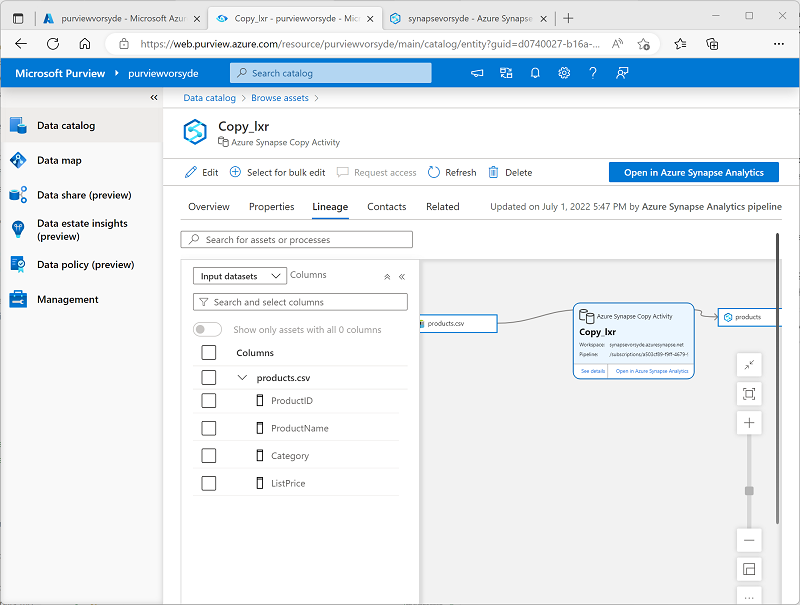 purviewvorsyde - Microsoft Azur
Copy_lxr - purviewvorsyde - Mic
synapsevorsyde - Azure Synapse
https://web.purview.azure.com/resource/purviewvorsyde/main/catalog/entity?guid=d0740027-b16a-...
Microsoft Purview
purviewvorsyde
Search catalog
Data catalog
Data map
Data share (preview)
Data estate insights
(preview)
Data policy (preview)
Management
Data catalog > Browse assets >
Copy_lxr
Azure Synapse Copy Activity
Edit
Select for bulk edit
Request access
Refresh
Delete
Open in Azure Synapse Analytics
Overview
Properties
Lineage
Contacts
Related
Updated on July 1, 2022 5:47 PM by Azure Synapse Analytics pipeline
Search for assets or processes
Input datasets
Columns
Search and select columns
Show only assets with all 0 columns
Columns
products.csv
ProductID
ProductName
Category
ListPrice
products.csv
Azure Synapse Copy Activity
Copy_lxr
Workspace: synapsevorsyde.azuresynapse.net
Pipeline: /subscriptions/a503cf89-f9ff-4679-
See details
Open in Azure Synapse Analytics
products